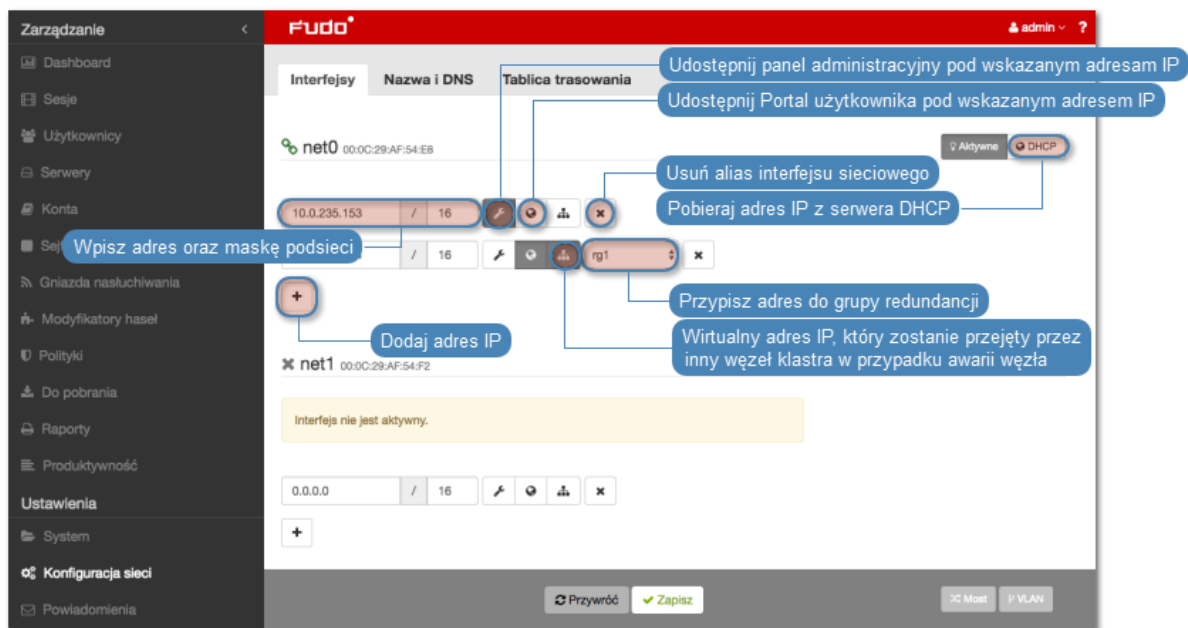 Zarządzanie
Fudo
admin ?
Dashboard
Sesje
Użytkownicy
Serwery
Konta
Sej
Gniazda nasłuchiwania
Modyfikatory haseł
Polityki
Do pobrania
Raporty
Produktywność
Ustawienia
System
Konfiguracja sieci
Powiadomienia
Interfejsy Nazwa i DNS Tablica trasowania
Udostępnij panel administracyjny pod wskazanym adresam IP
Udostępnij Portal użytkownika pod wskazanym adresem IP
net0 00:0C:29:AF:54:E8
Aktywne DHCP
Usuń alias interfejsu sieciowego
Pobieraj adres IP z serwera DHCP
10.0.235.153 / 16
Wpisz adres oraz maskę podsieci
/ 16 rg1
+
Przypisz adres do grupy redundancji
Dodaj adres IP
Wirtualny adres IP, który zostanie przejęty przez
inny węzeł klastra w przypadku awarii węzła
net1 00:0C:29:AF:54:F2
Interfejs nie jest aktywny.
0.0.0.0 / 16
+
Przywróć Zapisz
Most VLAN